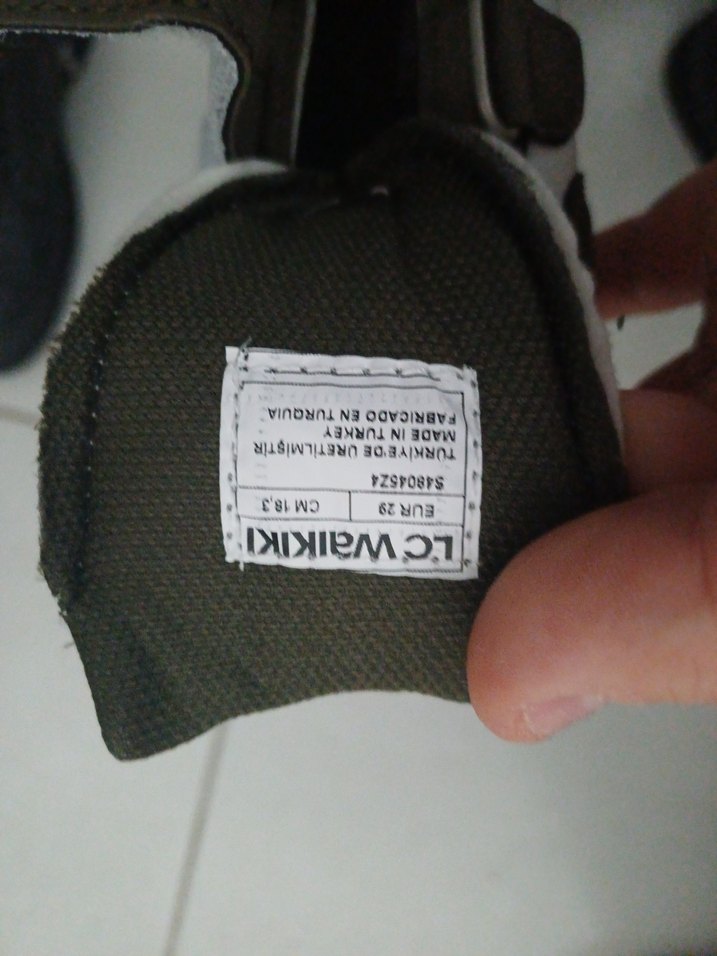 LC WAIKIKI
EUR 29 CM 18,3
S48045Z4
TÜRKİYE'DE ÜRETİLMİŞTİR
MADE IN TURKEY
FABRICADO EN TURQUIA